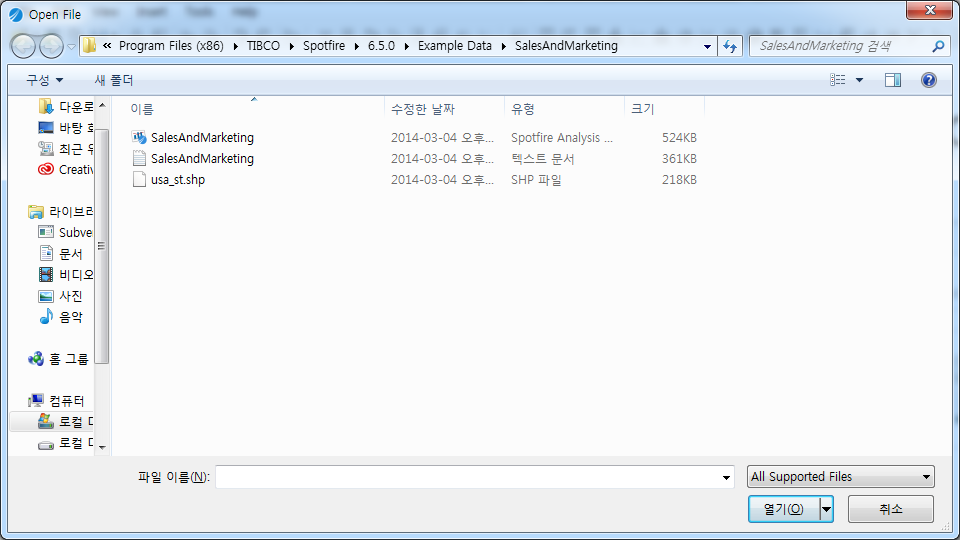 Open File
View Insert Tools Help
« Program Files (x86) ▸ TIBCO ▸ Spotfire ▸ 6.5.0 ▸ Example Data ▸ SalesAndMarketing
SalesAndMarketing 검색
구성 ▼ 새 폴더
이름 수정한 날짜 유형 크기
SalesAndMarketing 2014-03-04 오후... Spotfire Analysis ... 524KB
SalesAndMarketing 2014-03-04 오후... 텍스트 문서 361KB
usa_st.shp 2014-03-04 오후... SHP 파일 218KB
다운로
바탕 화
최근 위
Creativ
라이브러
Subver
문서
비디오
사진
음악
홈 그룹
컴퓨터
로컬 디
로컬 디
파일 이름(N):
All Supported Files
열기(O)
취소